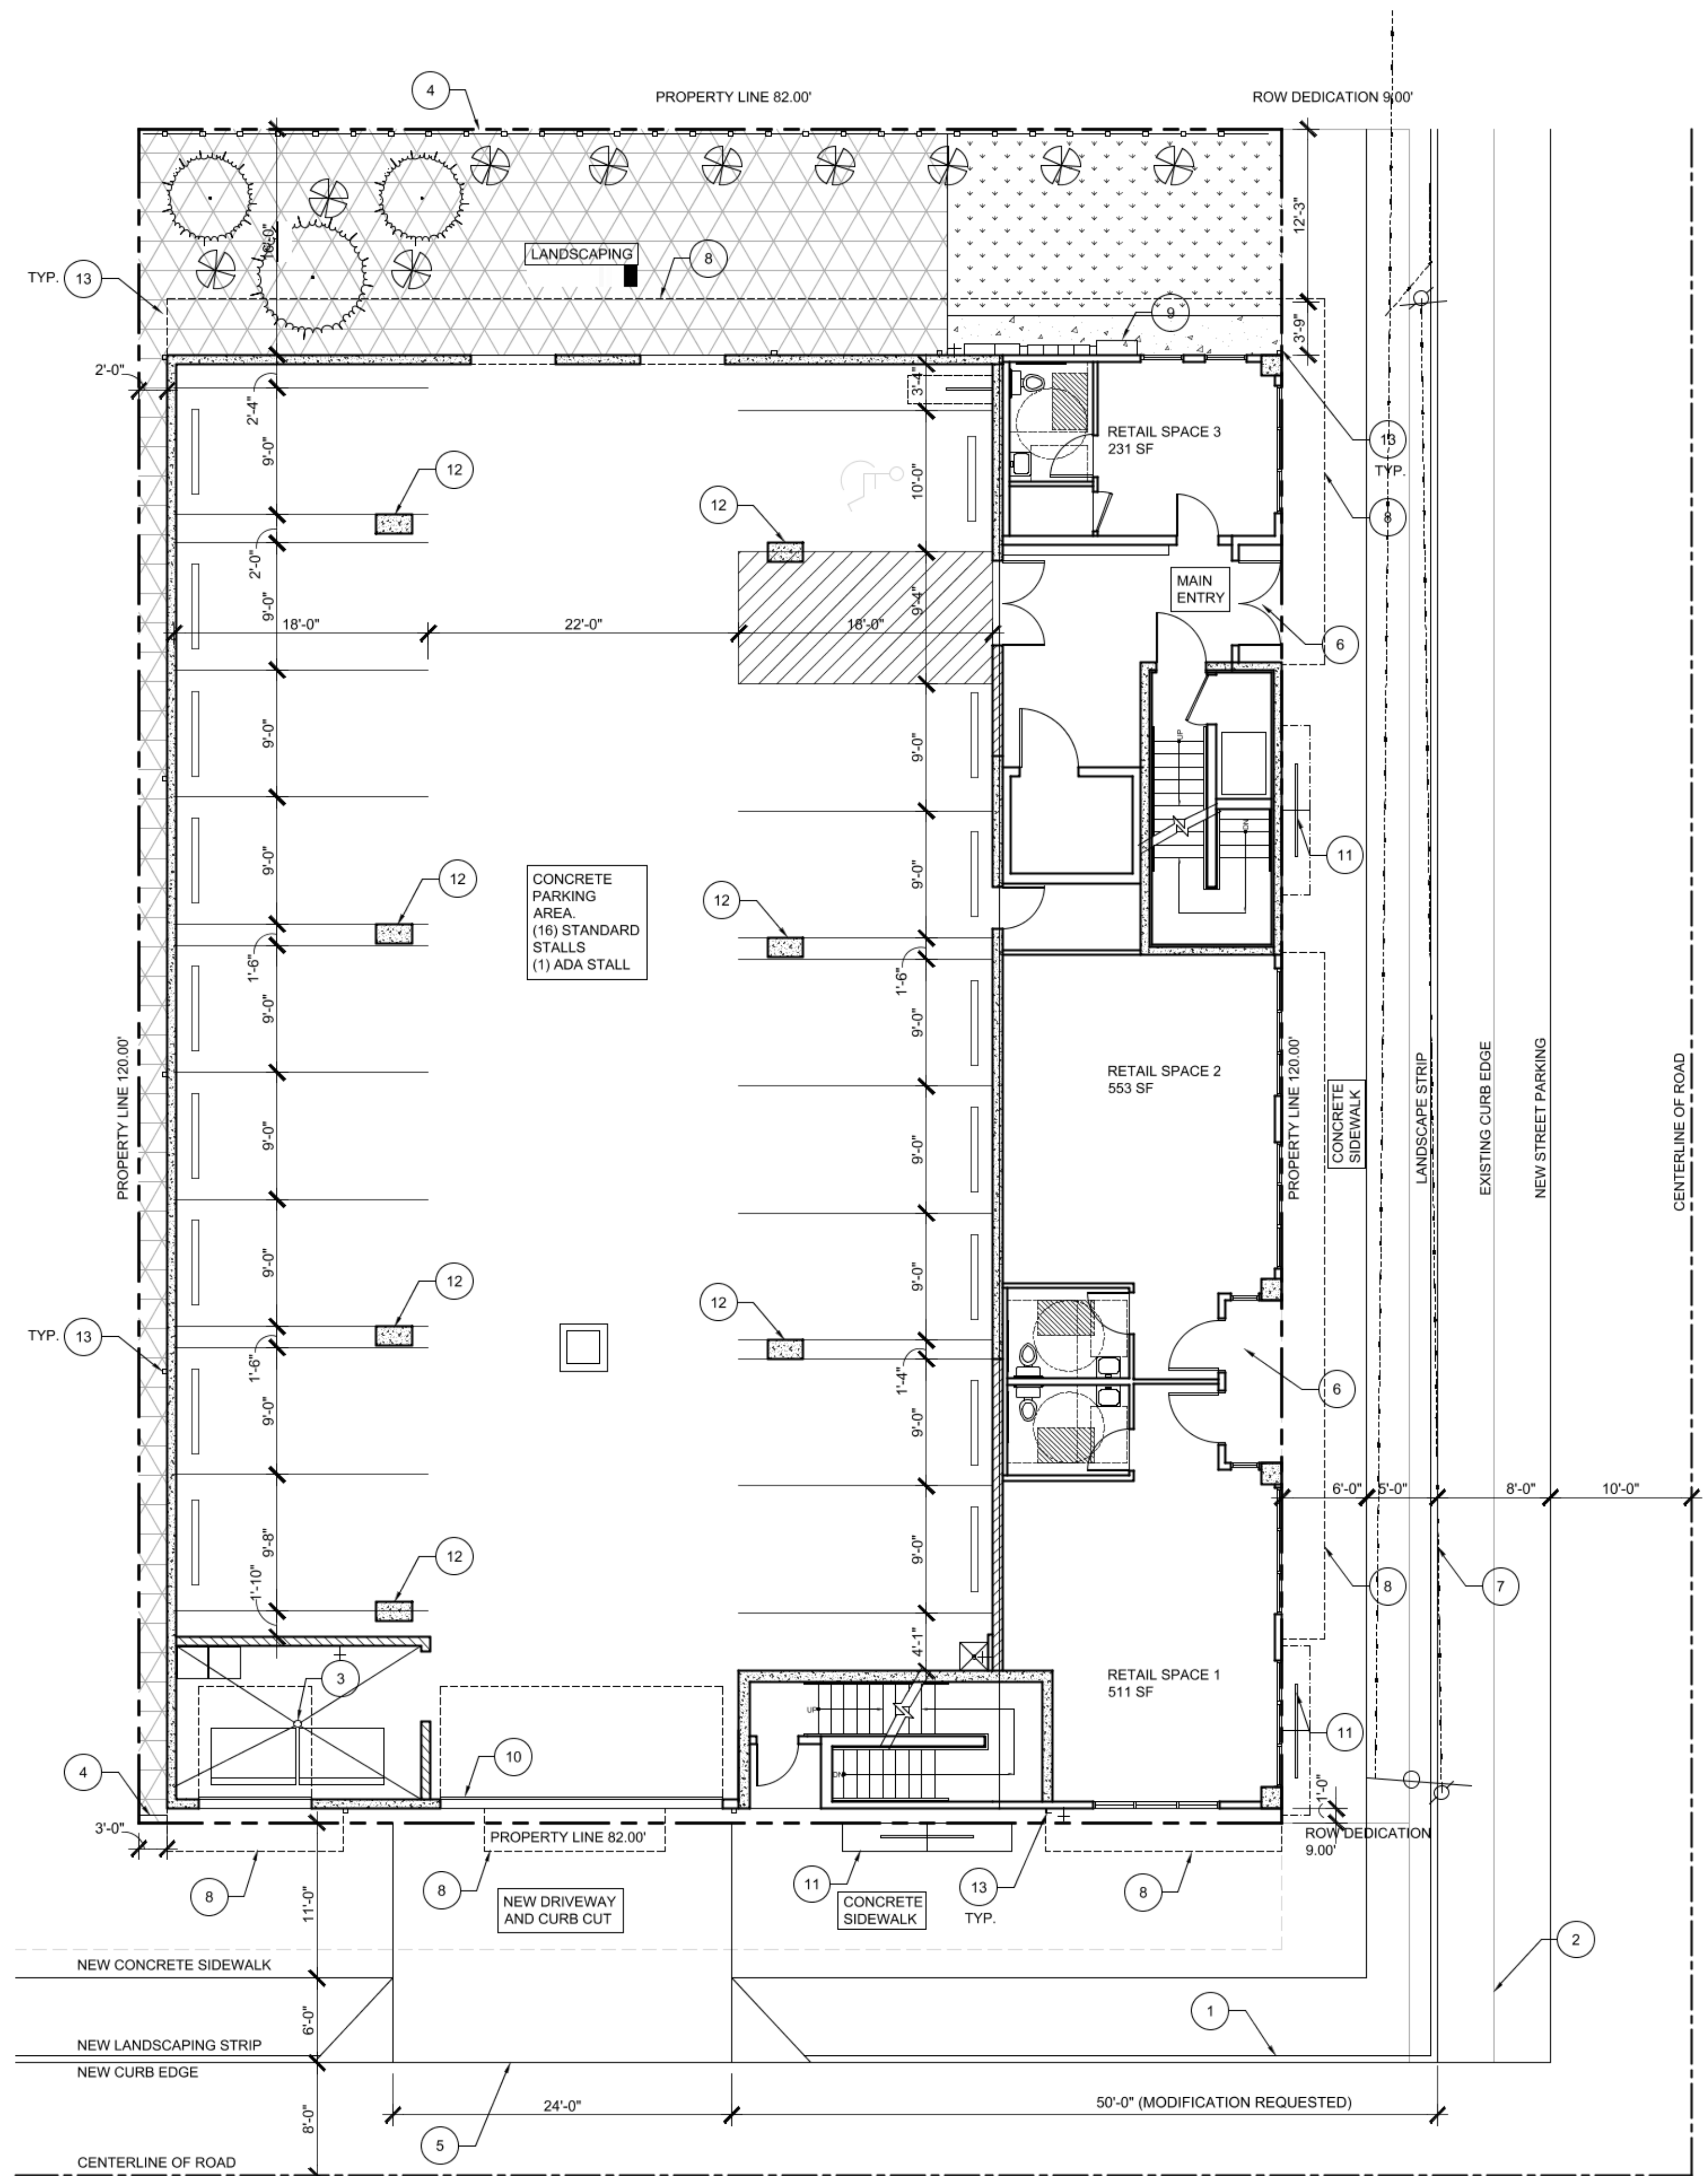 PROPERTY LINE 82.00'
ROW DEDICATION 9.00'
4
12'-3"
16'-0"
LANDSCAPING
8
TYP. 13
9
3'-9"
2'-0"
2'-4"
3'-4"
RETAIL SPACE 3
231 SF
13
TYP.
9'-0"
12
10'-0"
12
8
2'-0"
9'-0"
9'-4"
MAIN
ENTRY
18'-0"
22'-0"
18'-0"
6
9'-0"
9'-0"
UP
DN
11
9'-0"
9'-0"
12
12
CONCRETE
PARKING
AREA.
(16) STANDARD
STALLS
(1) ADA STALL
1'-6"
1'-6"
9'-0"
9'-0"
PROPERTY LINE 120.00'
RETAIL SPACE 2
553 SF
PROPERTY LINE 120.00'
CONCRETE
SIDEWALK
LANDSCAPE STRIP
EXISTING CURB EDGE
NEW STREET PARKING
CENTERLINE OF ROAD
9'-0"
9'-0"
9'-0"
9'-0"
12
12
TYP. 13
1'-6"
1'-4"
6
9'-0"
9'-0"
6'-0"
5'-0"
8'-0"
10'-0"
9'-8"
9'-0"
12
1'-10"
8
7
4'-1"
3
RETAIL SPACE 1
511 SF
UP
DN
11
10
4
1'-0"
3'-0"
PROPERTY LINE 82.00'
ROW DEDICATION
9.00'
8
8
11
13
TYP.
8
11'-0"
NEW DRIVEWAY
AND CURB CUT
CONCRETE
SIDEWALK
2
NEW CONCRETE SIDEWALK
1
6'-0"
NEW LANDSCAPING STRIP
NEW CURB EDGE
24'-0"
50'-0" (MODIFICATION REQUESTED)
8'-0"
5
CENTERLINE OF ROAD